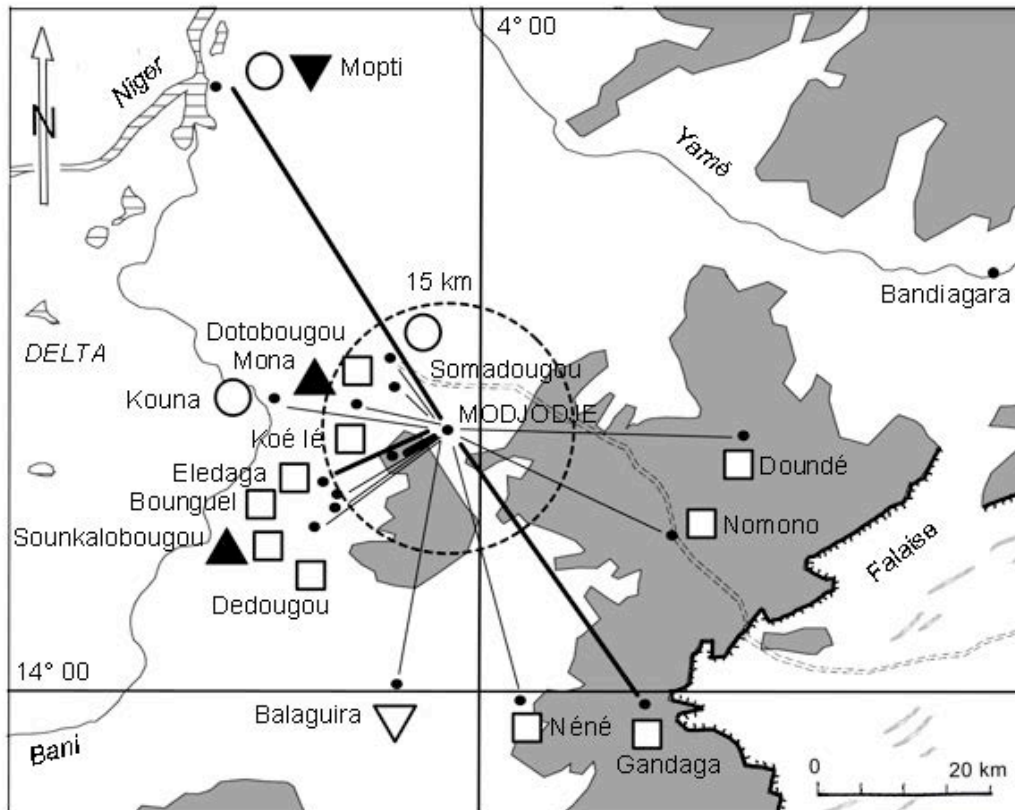 4° 00
N
Niger
Mopti
Yamé
Bandiagara
15 km
DELTA
Dotobougou
Mona
Somadougou
Kouna
MODJODJE
Koé lé
Eledaga
Doundé
Bounguel
Nomono
Sounkalobougou
Falaise
Dedougou
14° 00
Balaguira
Néné
Bani
Gandaga
0 20 km